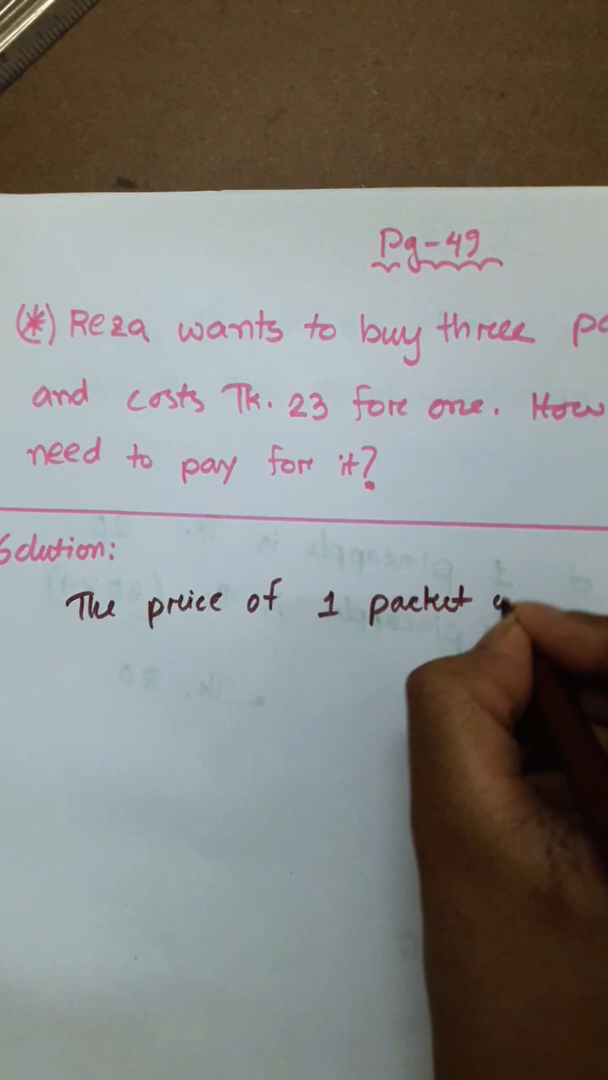 Pg-49
(*) Reza wants to buy three
and costs Tk. 23 fore one. How
need to pay for it?
Solution:
The price of 1 packet